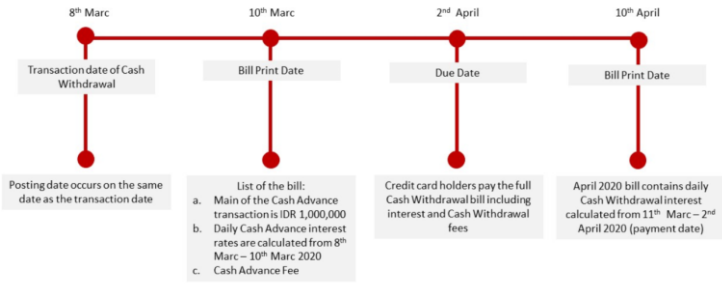 8th Marc
10th Marc
2nd April
10th April
Transaction date of Cash
Withdrawal
Bill Print Date
Due Date
Bill Print Date
Posting date occurs on the same
date as the transaction date
List of the bill:
a. Main of the Cash Advance
transaction is IDR 1,000,000
b. Daily Cash Advance interest
rates are calculated from 8th
Marc – 10th Marc 2020
c. Cash Advance Fee
Credit card holders pay the full
Cash Withdrawal bill including
interest and Cash Withdrawal
fees
April 2020 bill contains daily
Cash Withdrawal interest
calculated from 11th Marc – 2nd
April 2020 (payment date)